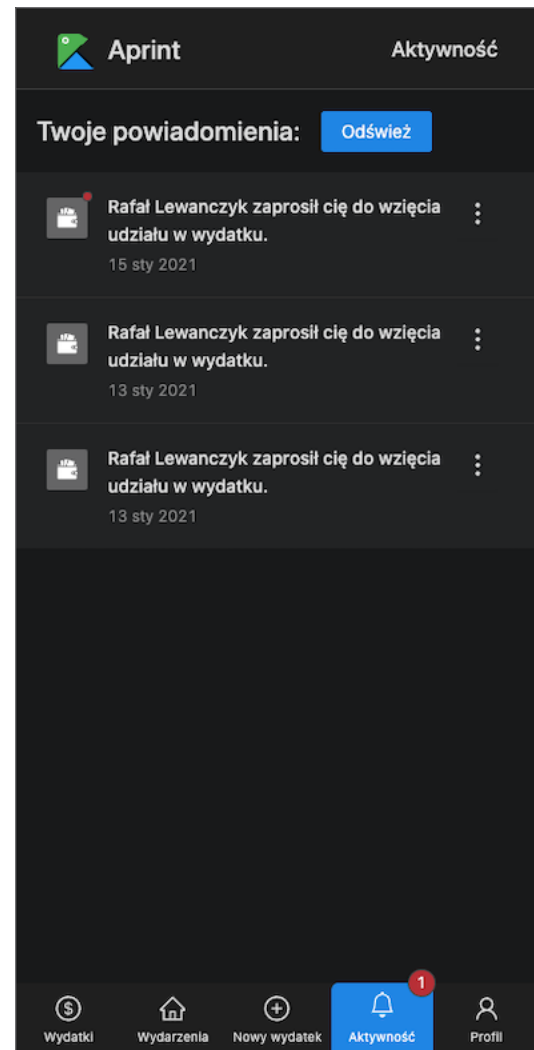 Aprint
Aktywność
Twoje powiadomienia:
Odśwież
Rafał Lewanczyk zaprosił cię do wzięcia
udziału w wydatku.
15 sty 2021
Rafał Lewanczyk zaprosił cię do wzięcia
udziału w wydatku.
13 sty 2021
Rafał Lewanczyk zaprosił cię do wzięcia
udziału w wydatku.
13 sty 2021
1
Wydatki
Wydarzenia
Nowy wydatek
Aktywność
Profil